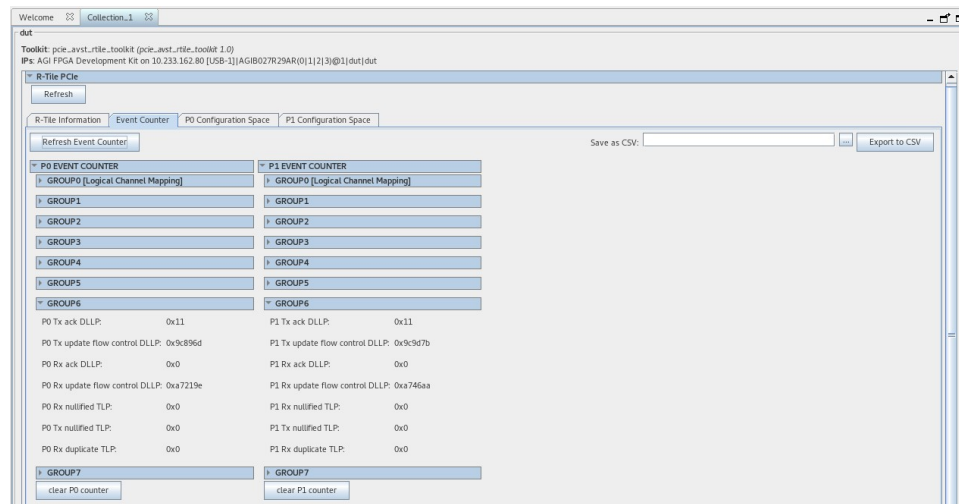 Welcome Collection_1
dut
Toolkit: pcie_avst_rtile_toolkit (pcie_avst_rtile_toolkit 1.0)
IPs: AGI FPGA Development Kit on 10.233.162.80 [USB-1]|AGIB027R29AR(0|1|2|3)@1|dut|dut
R-Tile PCIe
Refresh
R-Tile Information Event Counter P0 Configuration Space P1 Configuration Space
Refresh Event Counter Save as CSV: ... Export to CSV
P0 EVENT COUNTER P1 EVENT COUNTER
GROUP0 [Logical Channel Mapping] GROUP0 [Logical Channel Mapping]
GROUP1 GROUP1
GROUP2 GROUP2
GROUP3 GROUP3
GROUP4 GROUP4
GROUP5 GROUP5
GROUP6 GROUP6
P0 Tx ack DLLP: 0x11 P1 Tx ack DLLP: 0x11
P0 Tx update flow control DLLP: 0x9c896d P1 Tx update flow control DLLP: 0x9c9d7b
P0 Rx ack DLLP: 0x0 P1 Rx ack DLLP: 0x0
P0 Rx update flow control DLLP: 0xa7219e P1 Rx update flow control DLLP: 0xa746aa
P0 Rx nullified TLP: 0x0 P1 Rx nullified TLP: 0x0
P0 Tx nullified TLP: 0x0 P1 Tx nullified TLP: 0x0
P0 Rx duplicate TLP: 0x0 P1 Rx duplicate TLP: 0x0
GROUP7 GROUP7
clear P0 counter clear P1 counter